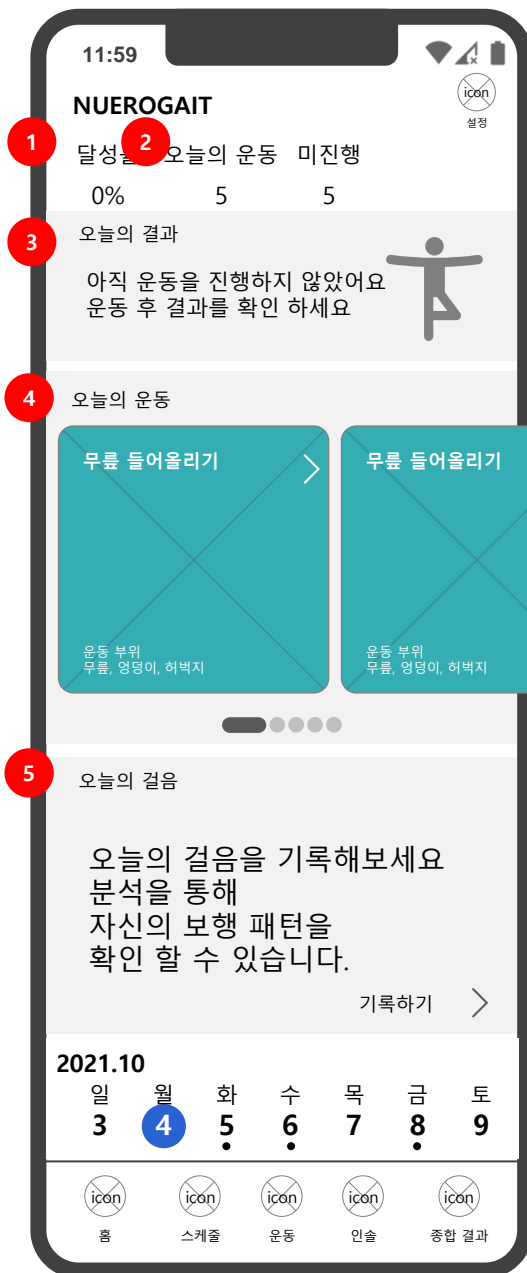 11:59
NUEROGAIT
icon
설정
1
2
달성 오늘의 운동 미진행
0% 5 5
3
오늘의 결과
아직 운동을 진행하지 않았어요
운동 후 결과를 확인 하세요
4
오늘의 운동
무릎 들어올리기
운동 부위
무릎, 엉덩이, 허벅지
무릎 들어올리기
운동 부위
무릎, 엉덩이, 허벅지
5
오늘의 걸음
오늘의 걸음을 기록해보세요
분석을 통해
자신의 보행 패턴을
확인 할 수 있습니다.
기록하기
2021.10
일 월 화 수 목 금 토
3 4 5 6 7 8 9
icon icon icon icon icon
홈 스케줄 운동 인솔 종합 결과